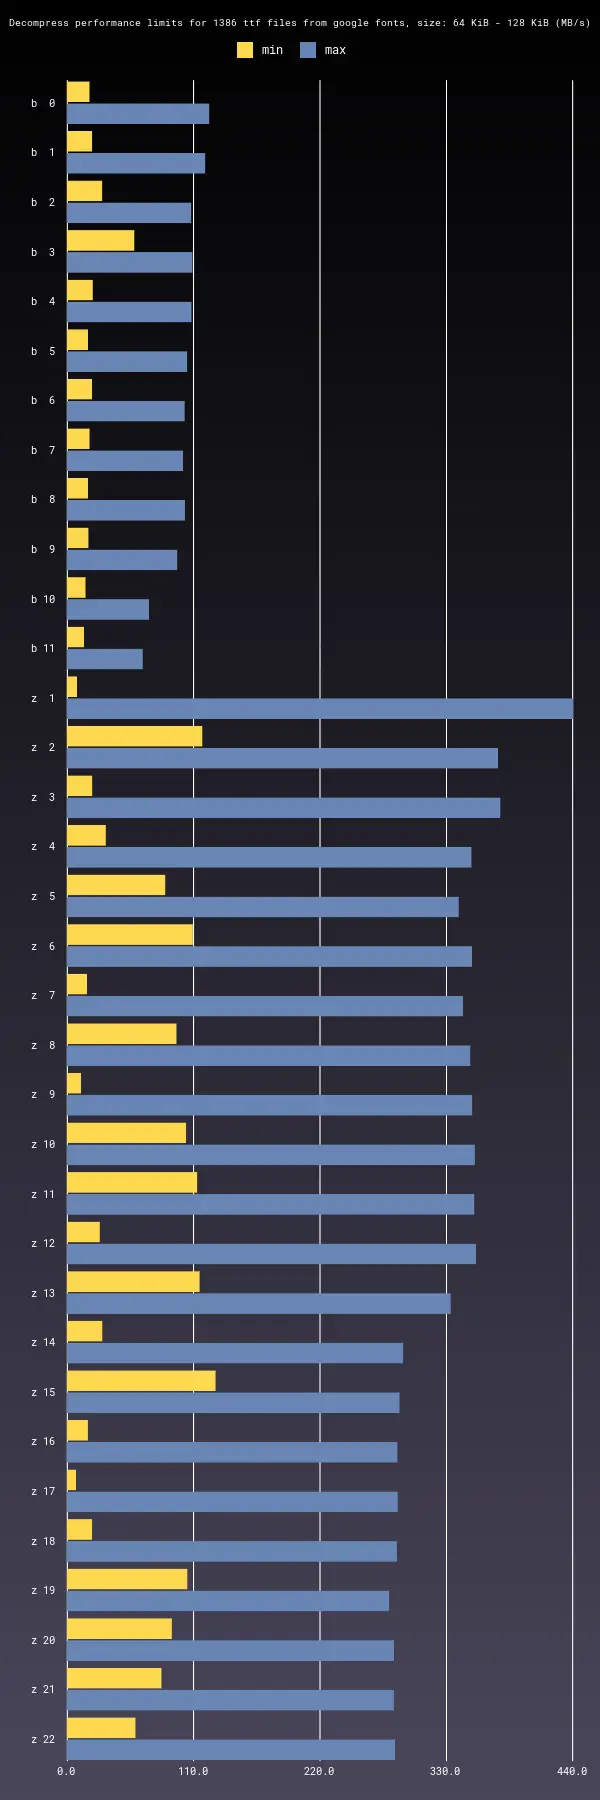 Decompress performance limits for 1386 ttf files from google fonts, size: 64 KiB - 128 KiB (MB/s)
min max
b 0
b 1
b 2
b 3
b 4
b 5
b 6
b 7
b 8
b 9
b 10
b 11
z 1
z 2
z 3
z 4
z 5
z 6
z 7
z 8
z 9
z 10
z 11
z 12
z 13
z 14
z 15
z 16
z 17
z 18
z 19
z 20
z 21
z 22
0.0 110.0 220.0 330.0 440.0